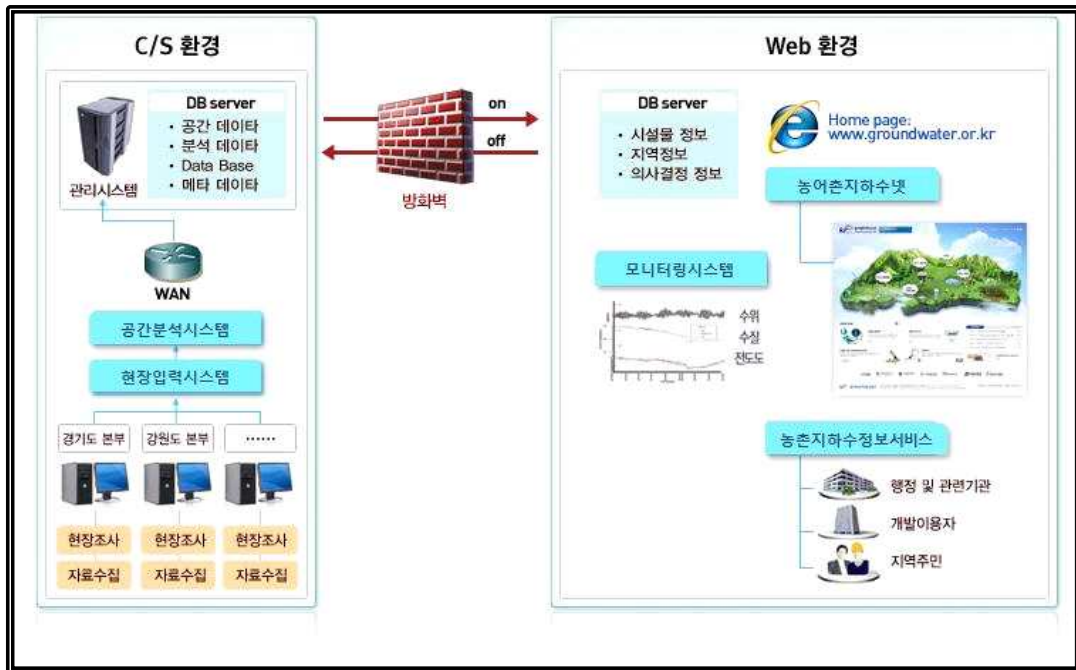 C/S 환경
DB server
• 공간 데이타
• 분석 데이타
• Data Base
• 메타 데이타
관리시스템
WAN
공간분석시스템
현장입력시스템
경기도 본부
강원도 본부
……
현장조사
현장조사
현장조사
자료수집
자료수집
자료수집
on
off
방화벽
Web 환경
DB server
• 시설물 정보
• 지역정보
• 의사결정 정보
Home page:
www.groundwater.or.kr
농어촌지하수넷
모니터링시스템
수위
수질
전도도
농촌지하수정보서비스
행정 및 관련기관
개발이용자
지역주민